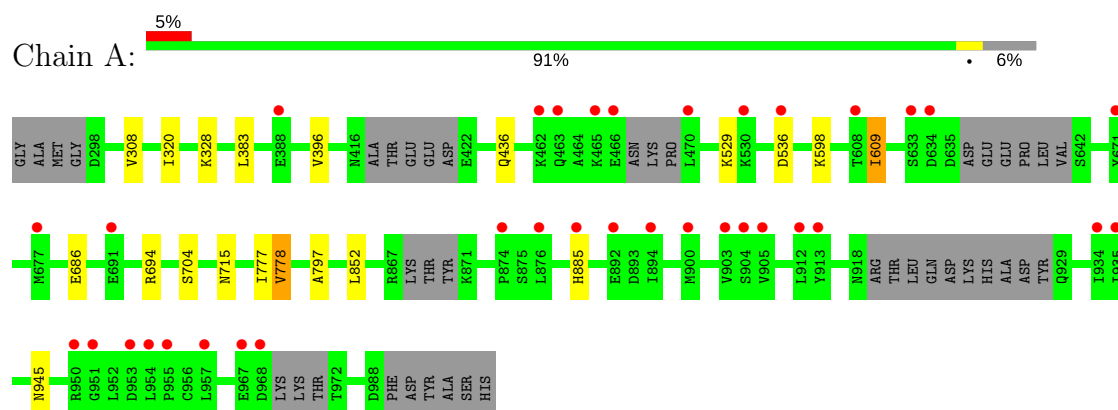 5%
Chain A:
91% • 6%
GLY ALA MET GLY D298 V308 I320 K328 L383 E388 V396 N416 ALA THR GLU GLU ASP E422 Q436 K462 Q463 A464 K465 E466 ASN LYS PRO L470 K529 K530 D536 K598 T608 I609 S633 D634 D635 ASP GLU GLU PRO LEU VAL S642
M677 E686 E691 R694 S704 N715 I777 V778 A797 L852 R867 LYS THR TYR K871 P874 S875 L876 H885 E892 D893 I894 M900 V903 S904 V905 L912 Y913 N918 ARG THR LEU GLN ASP LYS HIS ALA ASP TYR Q929 I934
N945 R950 G951 L952 D953 L954 P955 C956 L957 E967 D968 LYS LYS THR T972 D988 PHE ASP TYR ALA SER HIS